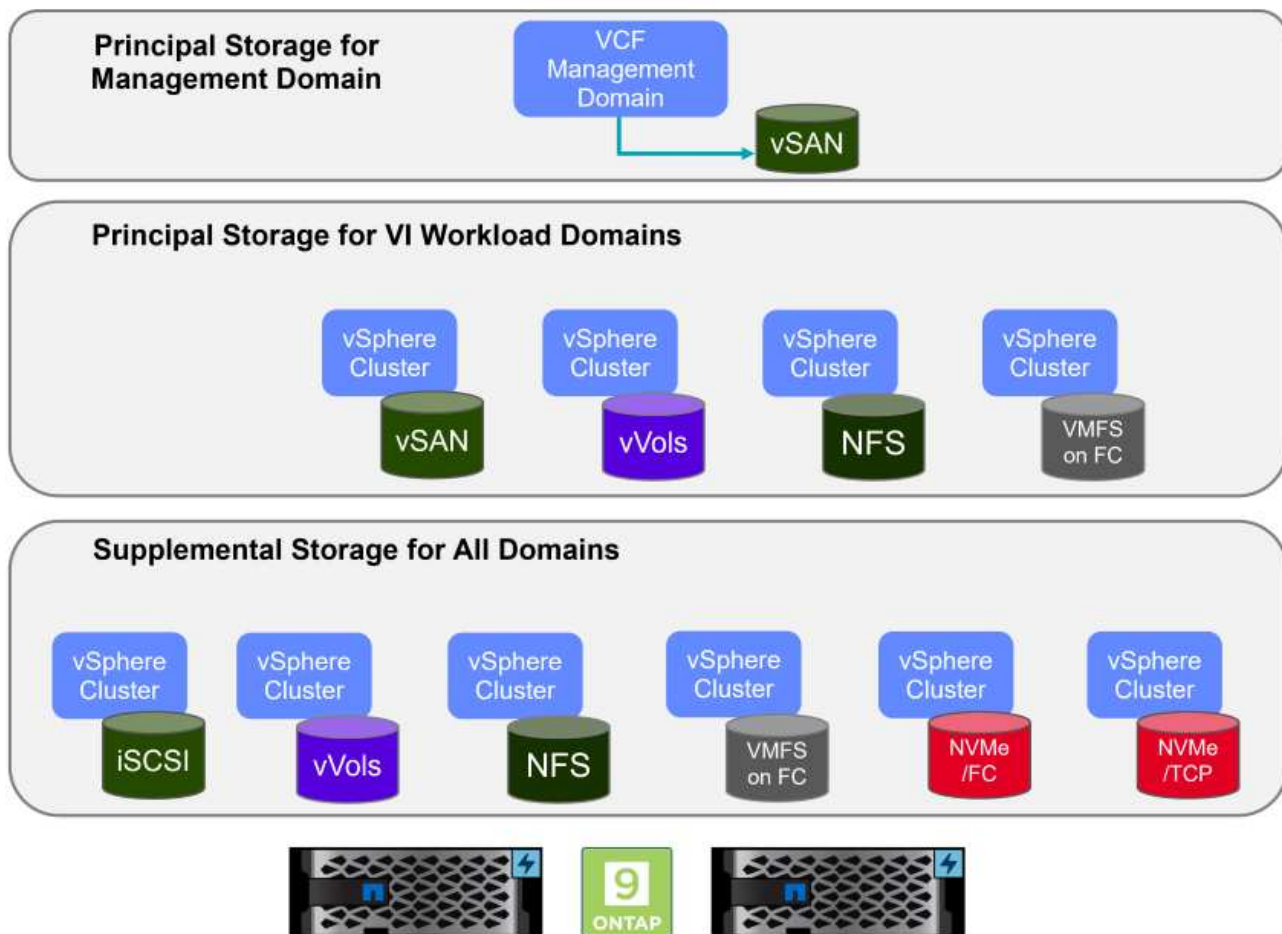 Principal Storage for
Management Domain
VCF
Management
Domain
vSAN
Principal Storage for VI Workload Domains
vSphere
Cluster
vSAN
vSphere
Cluster
vVols
vSphere
Cluster
NFS
vSphere
Cluster
VMFS
on FC
Supplemental Storage for All Domains
vSphere
Cluster
iSCSI
vSphere
Cluster
vVols
vSphere
Cluster
NFS
vSphere
Cluster
VMFS
on FC
vSphere
Cluster
NVMe
/FC
vSphere
Cluster
NVMe
/TCP
9
ONTAP